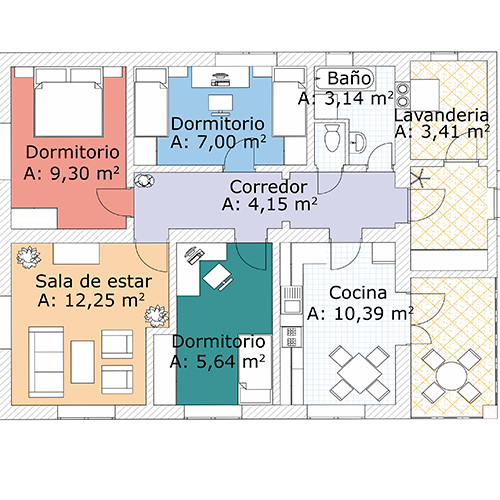 Dormitorio
A: 9,30 m²
Dormitorio
A: 7,00 m²
Baño
A: 3,14 m²
Lavanderia
A: 3,41 m²
Corredor
A: 4,15 m²
Sala de estar
A: 12,25 m²
Dormitorio
A: 5,64 m²
Cocina
A: 10,39 m²